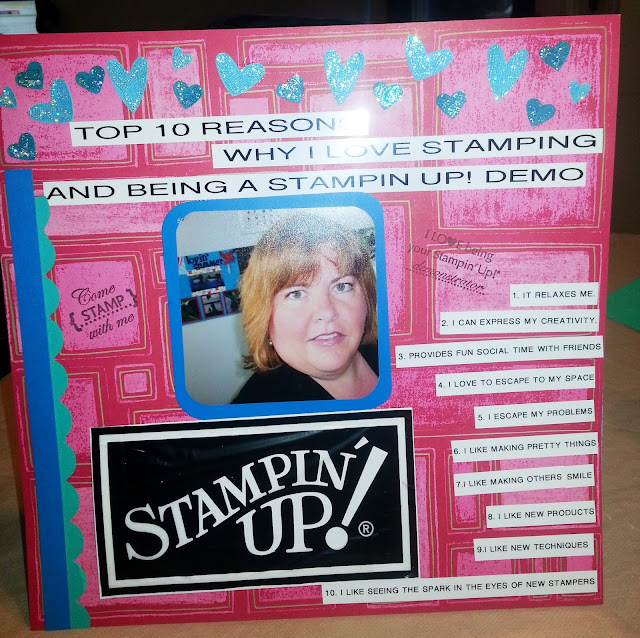 TOP 10 REASONS
WHY I LOVE STAMPING
AND BEING A STAMPIN UP! DEMO
I LOVE being
your Stampin' Up!
demonstrator
Come
STAMP
with me
1. IT RELAXES ME.
2. I CAN EXPRESS MY CREATIVITY.
3. PROVIDES FUN SOCIAL TIME WITH FRIENDS
4. I LOVE TO ESCAPE TO MY SPACE
5. I ESCAPE MY PROBLEMS
6. I LIKE MAKING PRETTY THINGS
7.I LIKE MAKING OTHERS SMILE
8. I LIKE NEW PRODUCTS
9.I LIKE NEW TECHNIQUES
10. I LIKE SEEING THE SPARK IN THE EYES OF NEW STAMPERS
STAMPIN'
UP!®